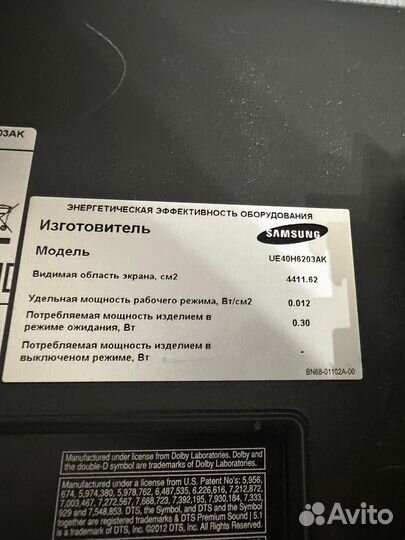 03AK
ЭНЕРГЕТИЧЕСКАЯ ЭФФЕКТИВНОСТЬ ОБОРУДОВАНИЯ
Изготовитель SAMSUNG
Модель UE40H6203AK
Видимая область экрана, см2 4411.62
Удельная мощность рабочего режима, Вт/см2 0.012
Потребляемая мощность изделием в
режиме ожидания, Вт 0.30
Потребляемая мощность изделием в
выключеном режиме, Вт -
BN68-01102A-00
Manufactured under license from Dolby Laboratories. Dolby and
the double-D symbol are trademarks of Dolby Laboratories.
Manufactured under a license from U.S. Patent No's: 5,956,
674, 5,974,380, 5,978,762, 6,487,535, 6,226,616, 7,212,872,
7,003,467, 7,272,567, 7,668,723, 7,392,195, 7,930,184, 7,333,
929 and 7,548,853. DTS, the Symbol, and DTS and the Symbol
together are registered trademarks & DTS Premium Sound | 5.1
is a trademark of DTS, Inc. ©2012 DTS, Inc. All Rights Reserved.
Avito